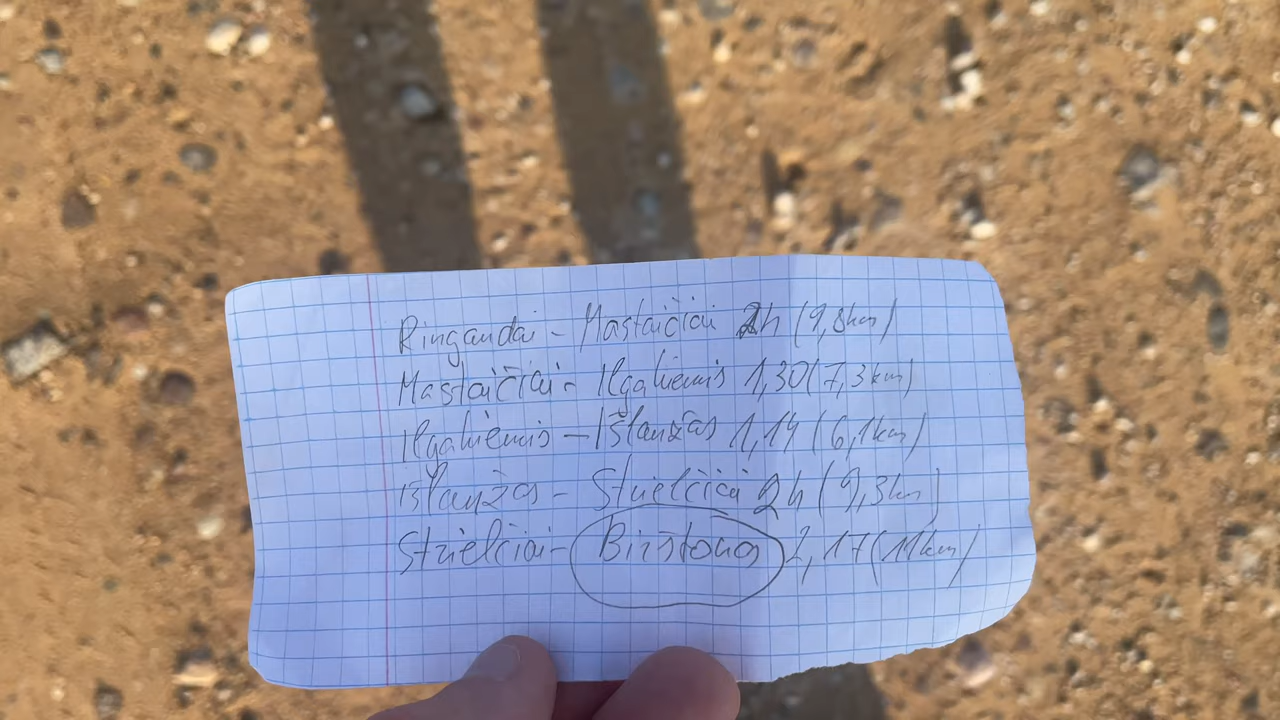 Ringaudai - Mastaičiai 2h (9,8km)
Mastaičiai - Ilgakiemis 1,30 (7,3km)
Ilgakiemis - Išlaužas 1,14 (6,1km)
Išlaužas - Strielčiai 2h (9,3km)
Strielčiai - Birštonas 2,17 (11km)